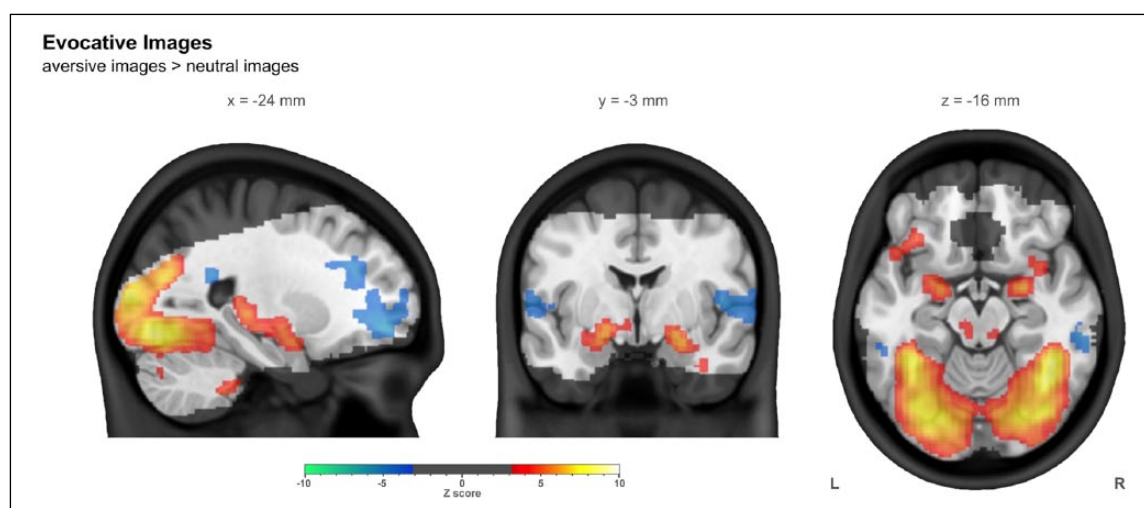 Evocative Images
aversive images > neutral images
x = -24 mm
y = -3 mm
z = -16 mm
-10
-5
0
5
10
Z score
L
R